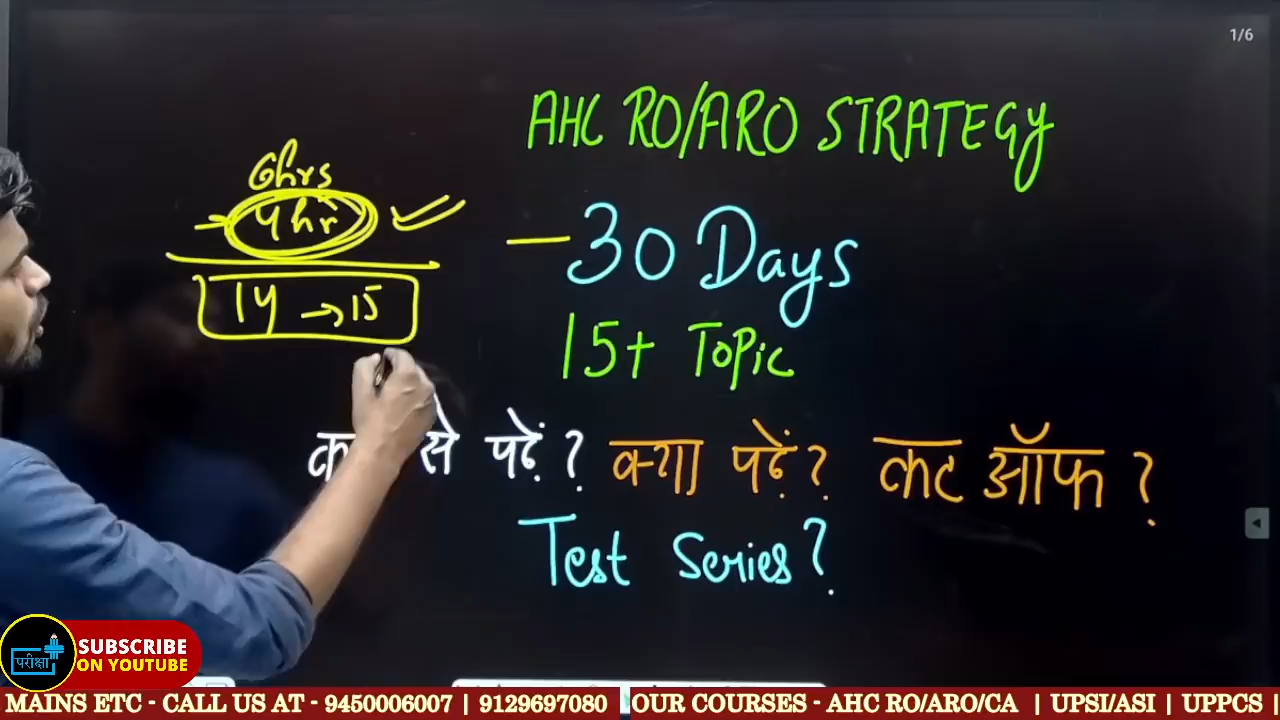 1/6
AHC RO/ARO STRATEGY
6hrs
4hr
14 → 15
— 30 Days
15+ Topic
से पढ़ें ? क्या पढ़ें ? कट ऑफ ?
Test Series ?
परीक्षा
SUBSCRIBE
ON YOUTUBE
MAINS ETC - CALL US AT - 9450006007 | 9129697080 OUR COURSES - AHC RO/ARO/CA | UPSI/ASI | UPPCS |